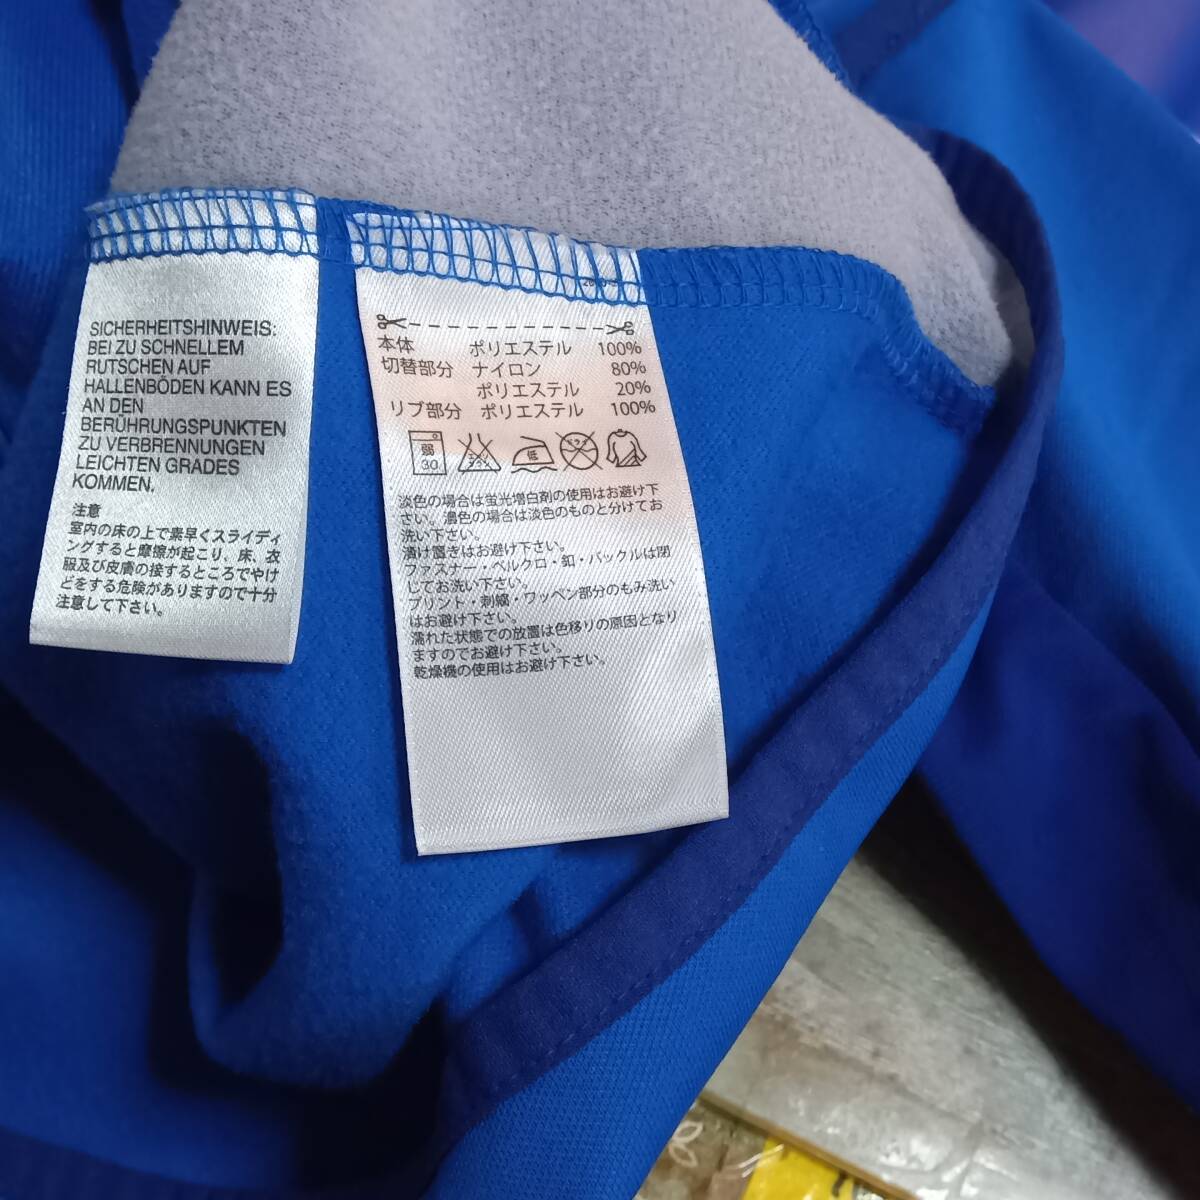 SICHERHEITSHINWEIS:
BEI ZU SCHNELLEM
RUTSCHEN AUF
HALLENBÖDEN KANN ES
AN DEN
BERÜHRUNGSPUNKTEN
ZU VERBRENNUNGEN
LEICHTEN GRADES
KOMMEN.
注意
室内の床の上で素早くスライディ
ングすると摩擦が起こり、床、衣
服及び皮膚の接するところでやけ
どをする危険がありますので十分
注意して下さい。
本体 ポリエステル 100%
切替部分 ナイロン 80%
ポリエステル 20%
リブ部分 ポリエステル 100%
弱 30 エンソ サラシ 低 ドライ
淡色の場合は蛍光増白剤の使用はお避け下
さい。濃色の場合は淡色のものと分けてお
洗い下さい。
漬け置きはお避け下さい。
ファスナー・ベルクロ・釦・バックルは閉
じてお洗い下さい。
プリント・刺繍・ワッペン部分のもみ洗い
はお避け下さい。
濡れた状態での放置は色移りの原因となり
ますのでお避け下さい。
乾燥機の使用はお避け下さい。